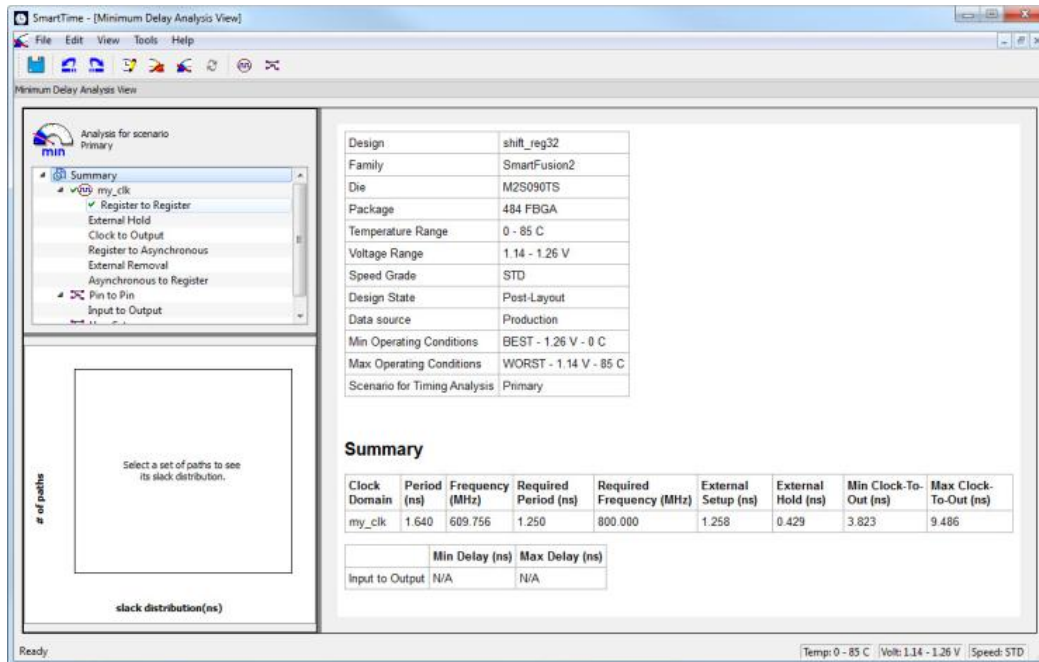 SmartTime - [Minimum Delay Analysis View]
File Edit View Tools Help
Minimum Delay Analysis View
Analysis for scenario
Primary
min
Summary
my_clk
Register to Register
External Hold
Clock to Output
Register to Asynchronous
External Removal
Asynchronous to Register
Pin to Pin
Input to Output
# of paths
Select a set of paths to see
its slack distribution.
slack distribution(ns)
Design shift_reg32
Family SmartFusion2
Die M2S090TS
Package 484 FBGA
Temperature Range 0 - 85 C
Voltage Range 1.14 - 1.26 V
Speed Grade STD
Design State Post-Layout
Data source Production
Min Operating Conditions BEST - 1.26 V - 0 C
Max Operating Conditions WORST - 1.14 V - 85 C
Scenario for Timing Analysis Primary
Summary
Clock Period Frequency Required Required External External Min Clock-To- Max Clock-
Domain (ns) (MHz) Period (ns) Frequency (MHz) Setup (ns) Hold (ns) Out (ns) To-Out (ns)
my_clk 1.640 609.756 1.250 800.000 1.258 0.429 3.823 9.486
Min Delay (ns) Max Delay (ns)
Input to Output N/A N/A
Ready Temp: 0 - 85 C Volt: 1.14 - 1.26 V Speed: STD